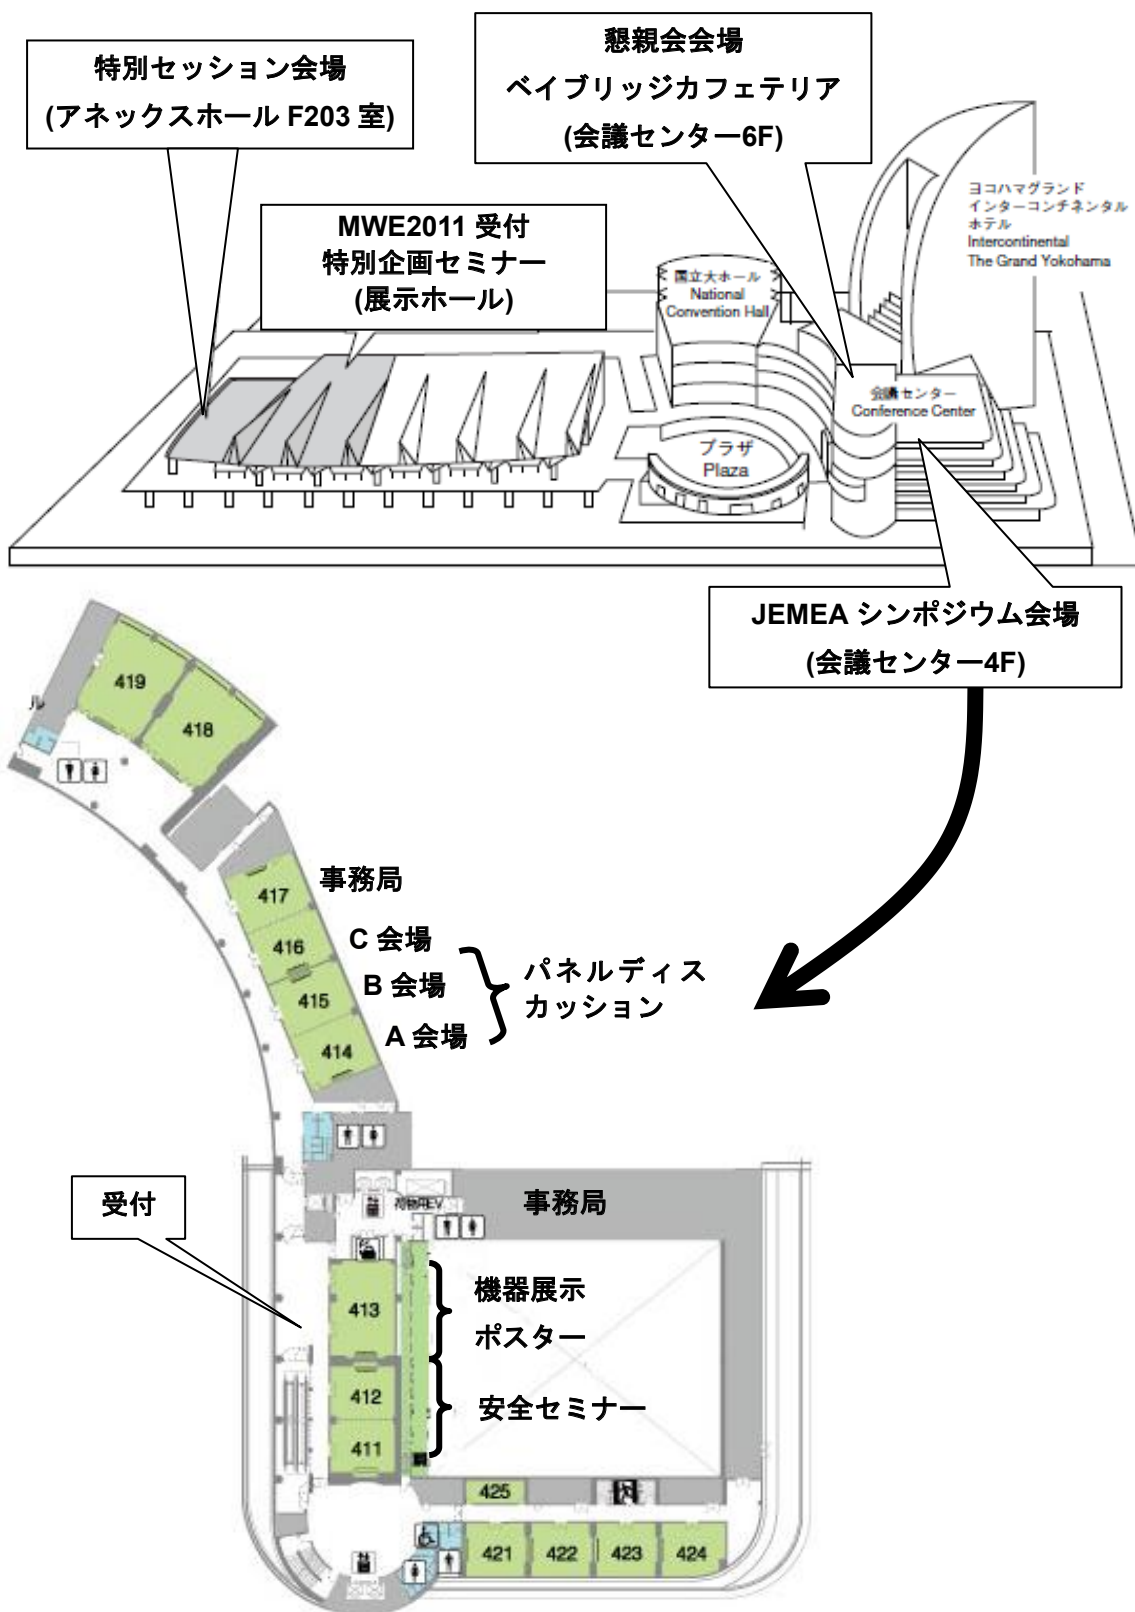 特別セッション会場
(アネックスホール F203 室)
懇親会会場
ベイブリッジカフェテリア
(会議センター6F)
MWE2011 受付
特別企画セミナー
(展示ホール)
ヨコハマグランド
インターコンチネンタル
ホテル
Intercontinental
The Grand Yokohama
国立大ホール
National
Convention Hall
会議センター
Conference Center
プラザ
Plaza
JEMEA シンポジウム会場
(会議センター4F)
419
418
ル
417
事務局
416
C 会場
415
B 会場
414
A 会場
パネルディス
カッション
受付
荷物用EV
事務局
413
機器展示
ポスター
412
411
安全セミナー
425
421
422
423
424